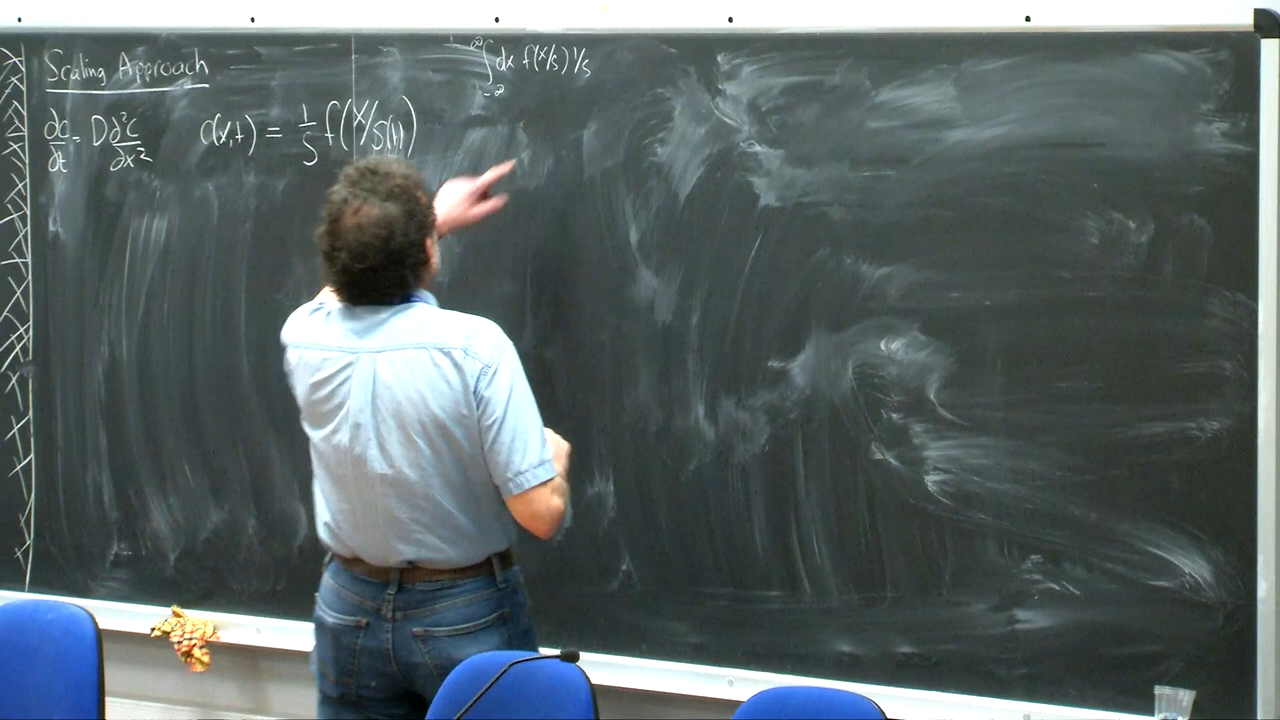 Scaling Approach
∂c/∂t = D ∂²c/∂x²
c(x,t) = 1/S f(x/S(t))
∫_{-∞}^{∞} dx f(x/s) 1/s